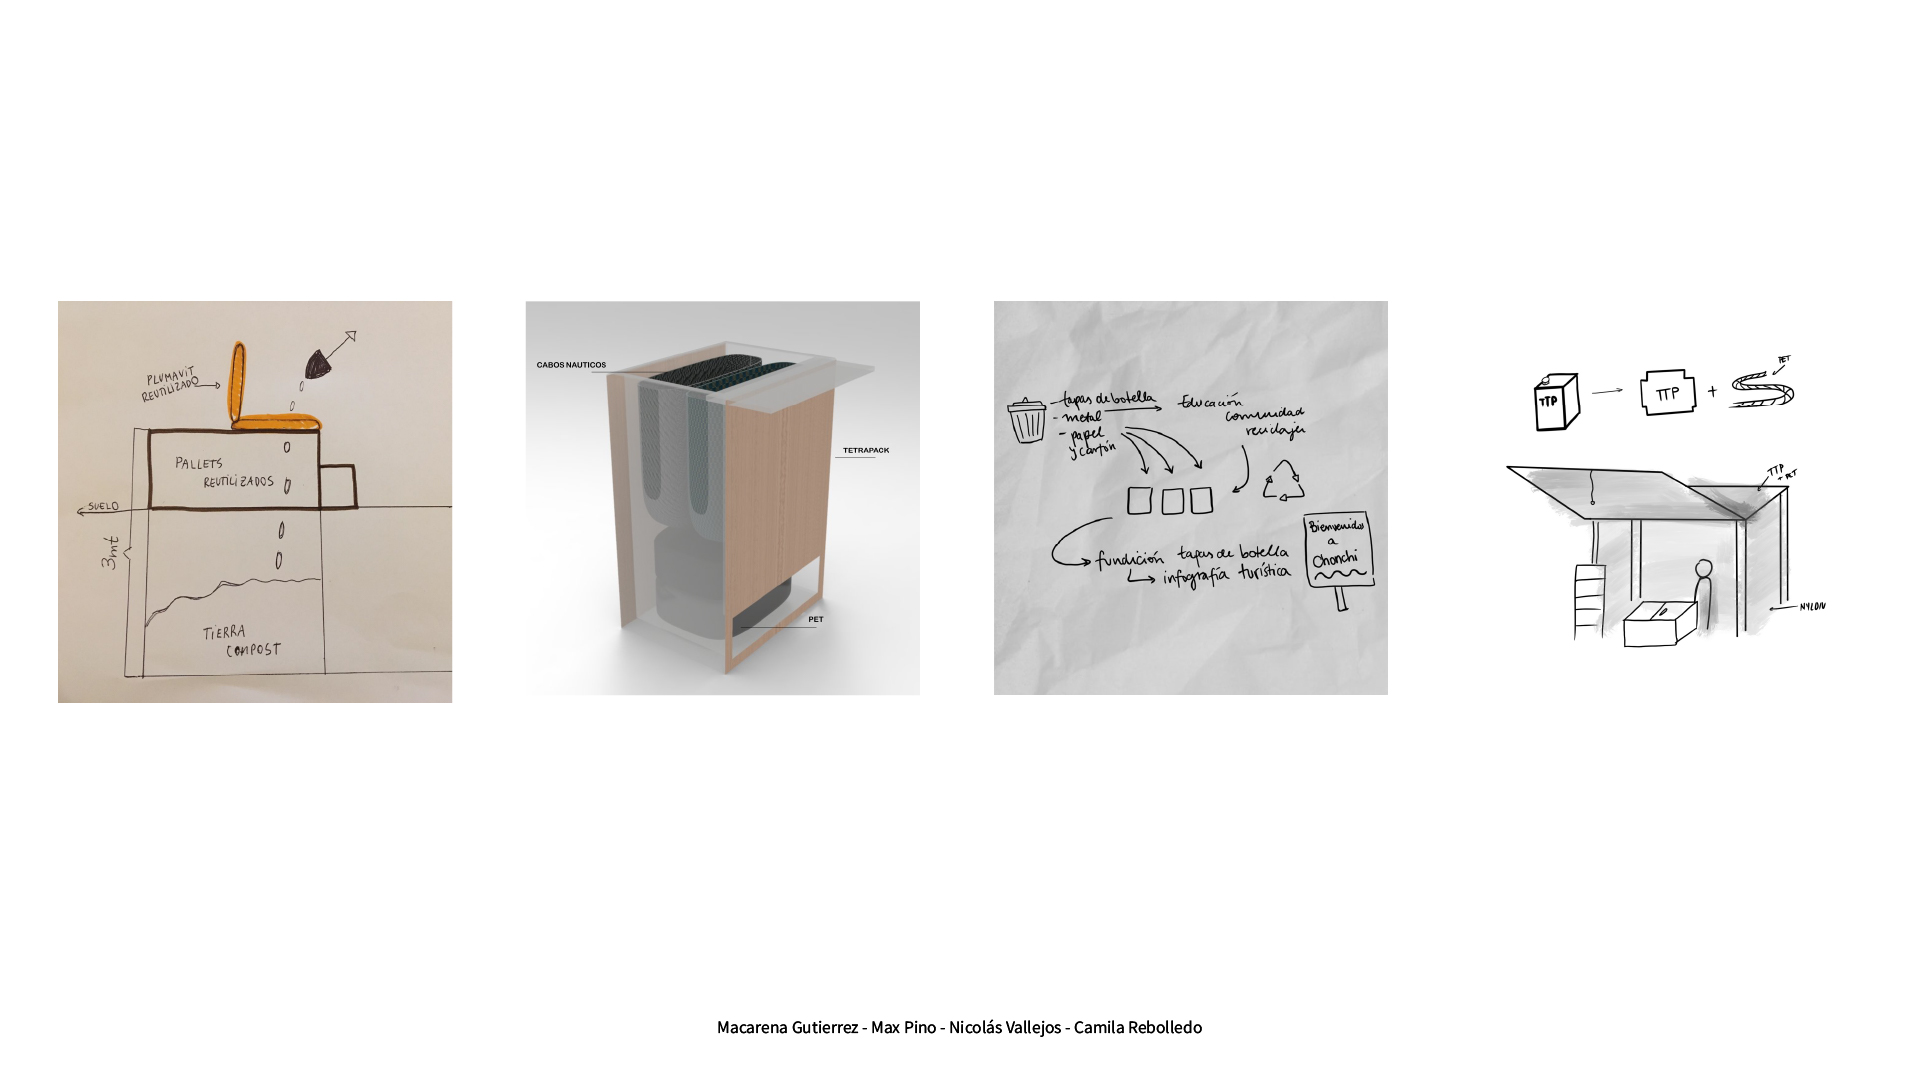 PLUMAVIT
REUTILIZADO
PALLETS
REUTILIZADOS
SUELO
3mt
TIERRA
COMPOST
CABOS NAUTICOS
TETRAPACK
PET
- tapas de botella
- metal
- papel
y cartón
Educación
comunidad
reciclajes
fundición tapas de botella
infografía turística
Bienvenidos
a
Chonchi
TTP
TTP
+
PET
TTP
+ PET
NYLON
Macarena Gutierrez - Max Pino - Nicolás Vallejos - Camila Rebolledo